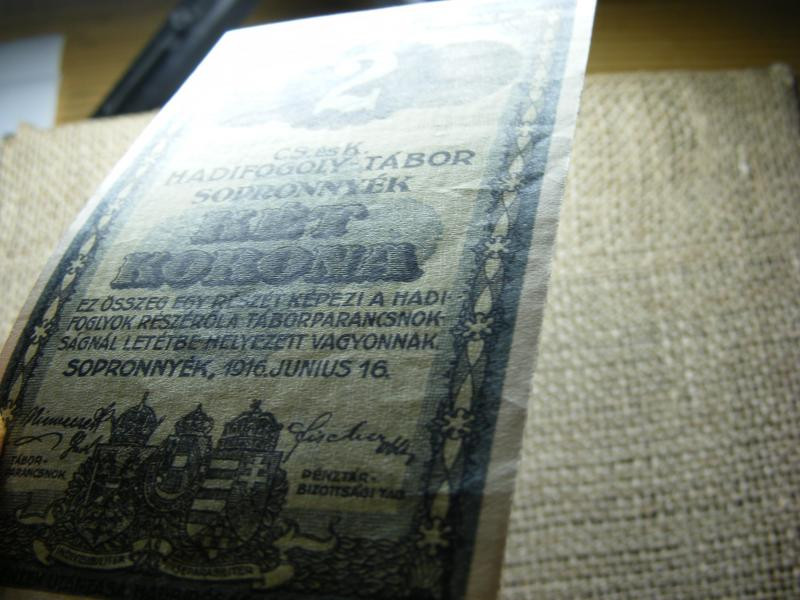 2
CS. és K.
HADIFOGOLY-TÁBOR
SOPRONNYÉK
KÉT
KORONA
EZ ÖSSZEG EGY RÉSZÉT KÉPEZI A HADI-
FOGLYOK RÉSZÉRŐL A TÁBORPARANCSNOK-
SÁGNÁL LETÉTBE HELYEZETT VAGYONNAK.
SOPRONNYÉK, 1916. JUNIUS 16.
Fischer
TÁBOR-
PARANCSNOK
PÉNZTÁR-
BIZOTTSÁGI TAG